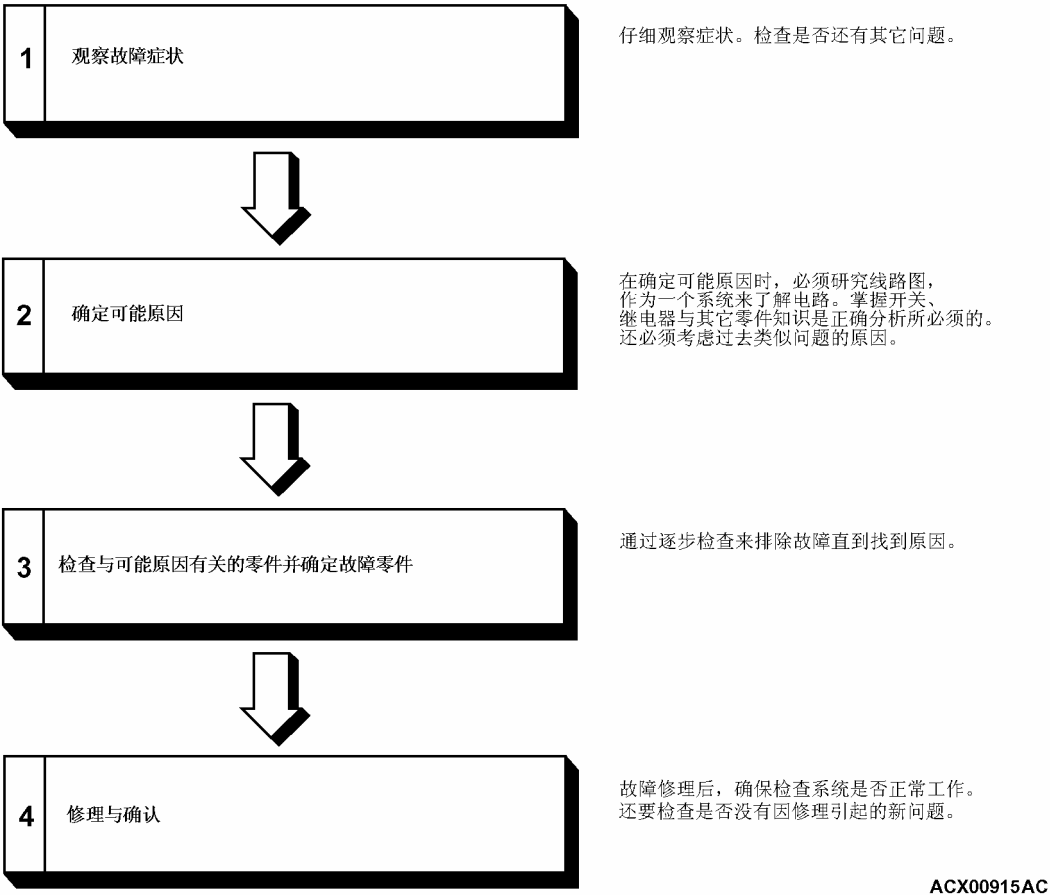 1
观察故障症状
仔细观察症状。检查是否还有其它问题。
2
确定可能原因
在确定可能原因时，必须研究线路图，
作为一个系统来了解电路。掌握开关、
继电器与其它零件知识是正确分析所必须的。
还必须考虑过去类似问题的原因。
3
检查与可能原因有关的零件并确定故障零件
通过逐步检查来排除故障直到找到原因。
4
修理与确认
故障修理后，确保检查系统是否正常工作。
还要检查是否没有因修理引起的新问题。
ACX00915AC